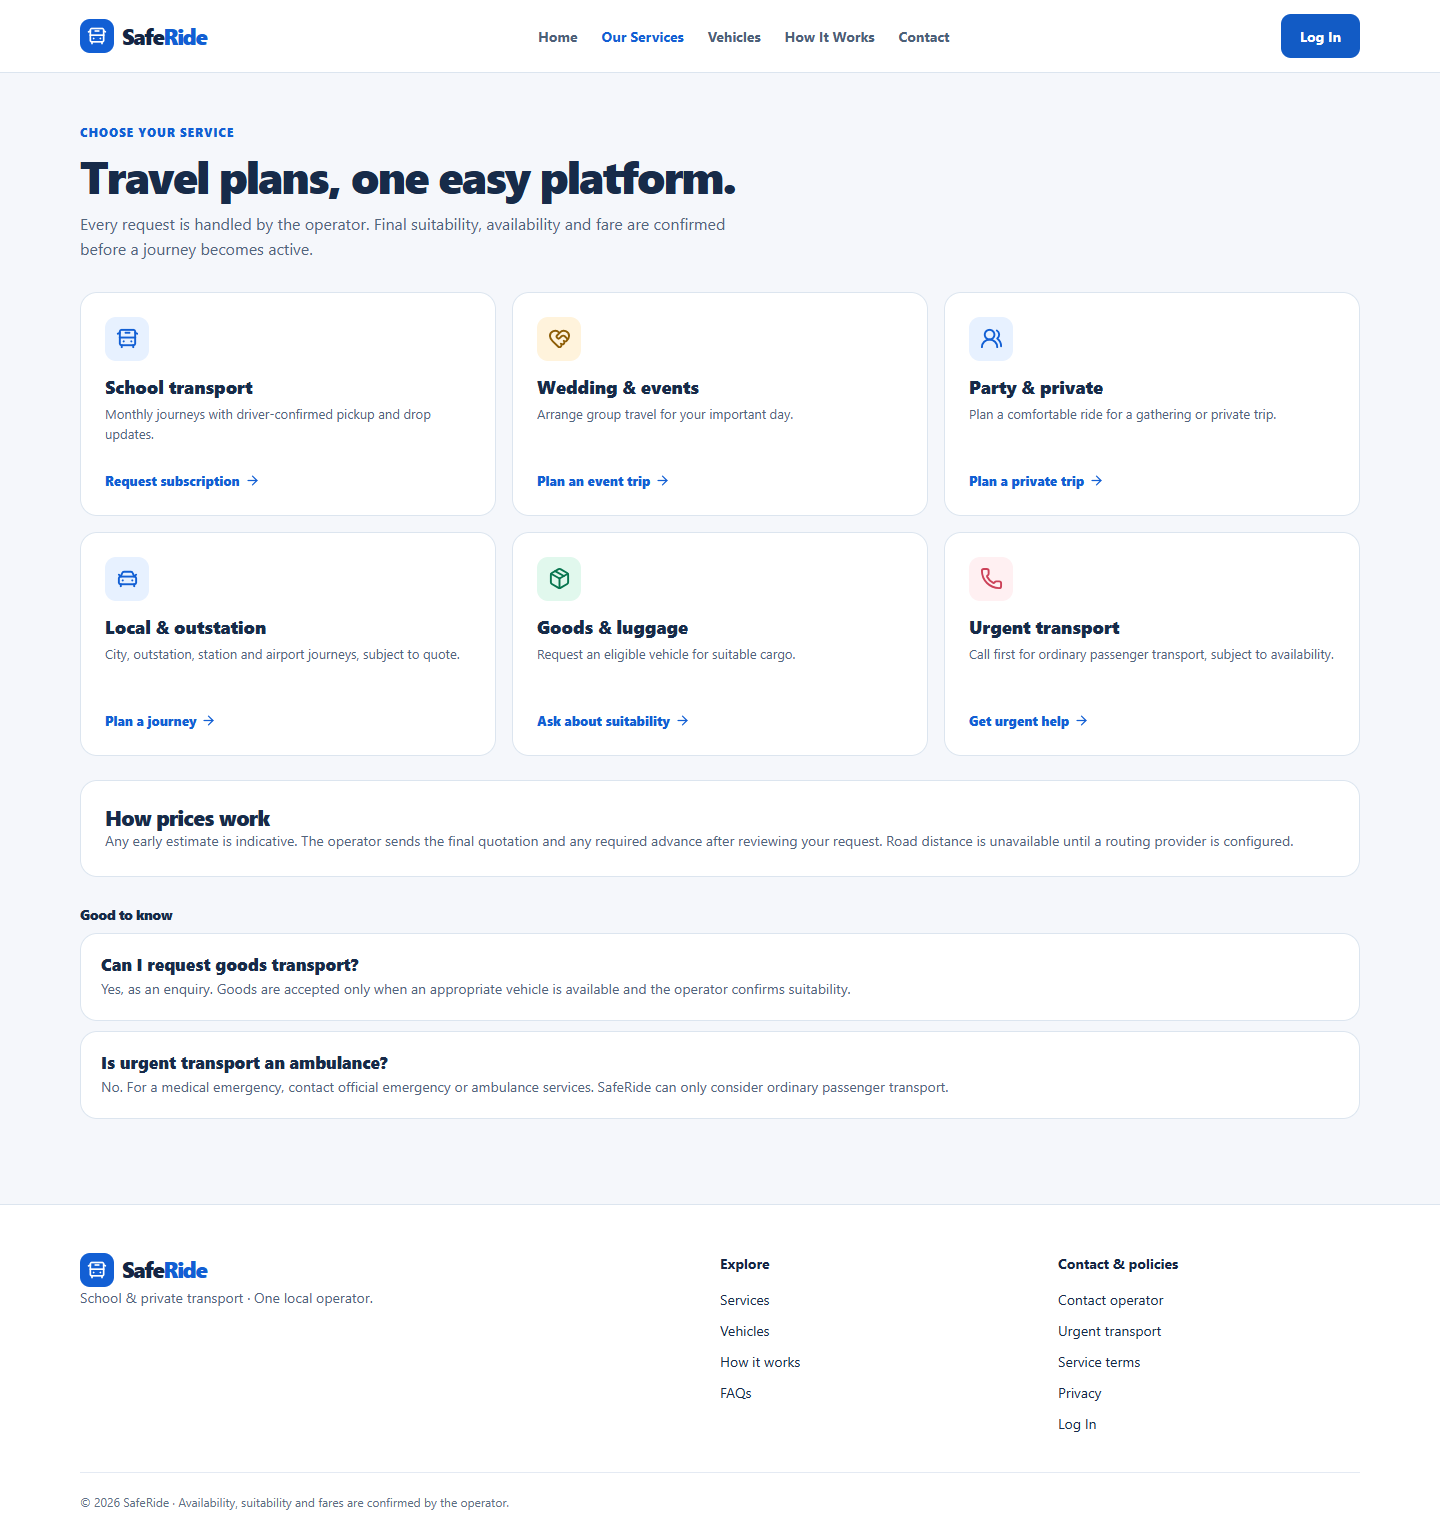 SafeRide
Home
Our Services
Vehicles
How It Works
Contact
Log In
CHOOSE YOUR SERVICE
Travel plans, one easy platform.
Every request is handled by the operator. Final suitability, availability and fare are confirmed
before a journey becomes active.
School transport
Monthly journeys with driver-confirmed pickup and drop
updates.
Request subscription →
Wedding & events
Arrange group travel for your important day.
Plan an event trip →
Party & private
Plan a comfortable ride for a gathering or private trip.
Plan a private trip →
Local & outstation
City, outstation, station and airport journeys, subject to quote.
Plan a journey →
Goods & luggage
Request an eligible vehicle for suitable cargo.
Ask about suitability →
Urgent transport
Call first for ordinary passenger transport, subject to availability.
Get urgent help →
How prices work
Any early estimate is indicative. The operator sends the final quotation and any required advance after reviewing your request. Road distance is unavailable until a routing provider is configured.
Good to know
Can I request goods transport?
Yes, as an enquiry. Goods are accepted only when an appropriate vehicle is available and the operator confirms suitability.
Is urgent transport an ambulance?
No. For a medical emergency, contact official emergency or ambulance services. SafeRide can only consider ordinary passenger transport.
SafeRide
School & private transport · One local operator.
Explore
Services
Vehicles
How it works
FAQs
Contact & policies
Contact operator
Urgent transport
Service terms
Privacy
Log In
© 2026 SafeRide · Availability, suitability and fares are confirmed by the operator.